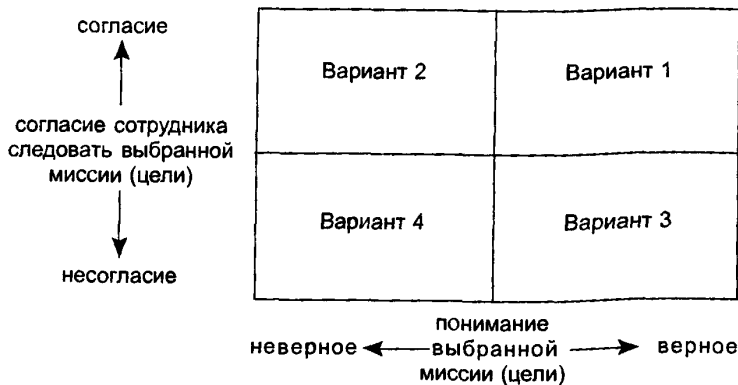 согласие
согласие сотрудника
следовать выбранной
миссии (цели)
несогласие
Вариант 2
Вариант 1
Вариант 4
Вариант 3
понимание
неверное выбранной верное
миссии (цели)